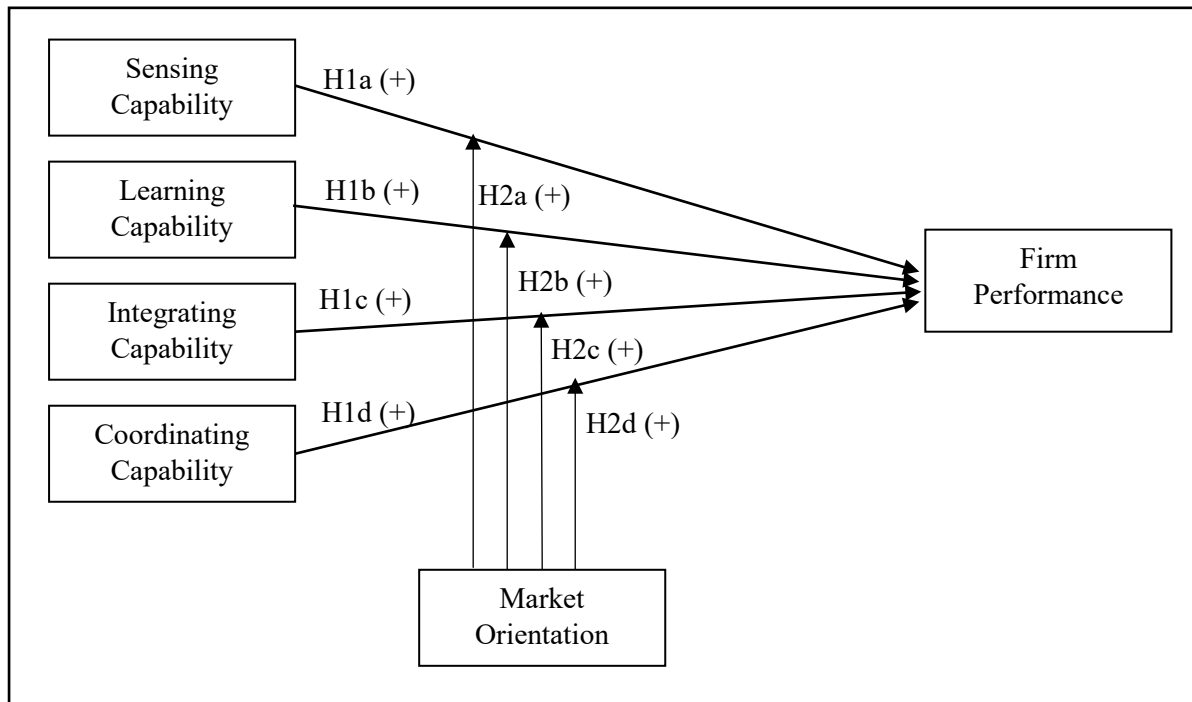 Sensing
Capability
H1a (+)
Learning
Capability
H1b (+)
H2a (+)
Integrating
Capability
H1c (+)
H2b (+)
Firm
Performance
H2c (+)
Coordinating
Capability
H1d (+)
H2d (+)
Market
Orientation